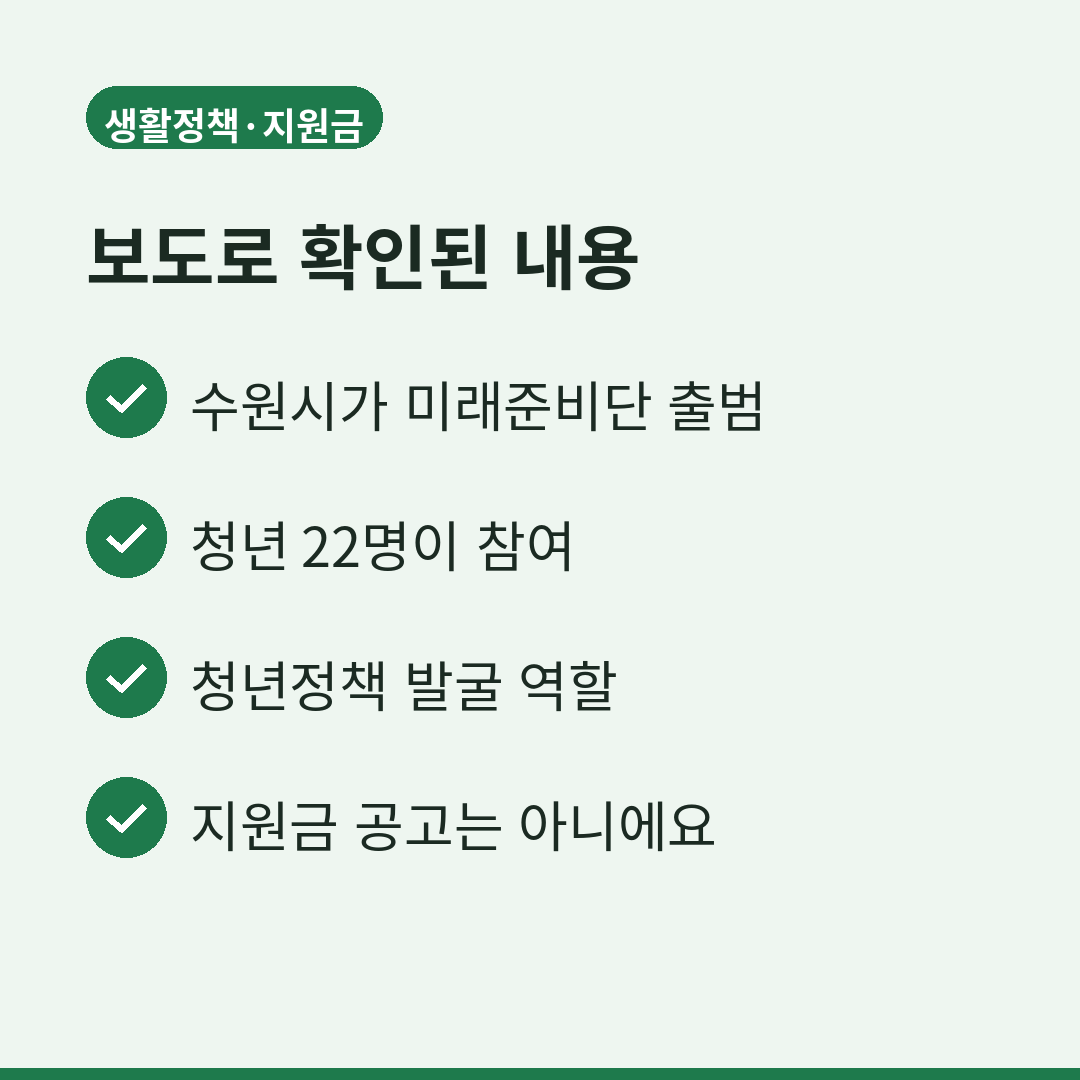 생활정책·지원금
보도로 확인된 내용
수원시가 미래준비단 출범
청년 22명이 참여
청년정책 발굴 역할
지원금 공고는 아니에요